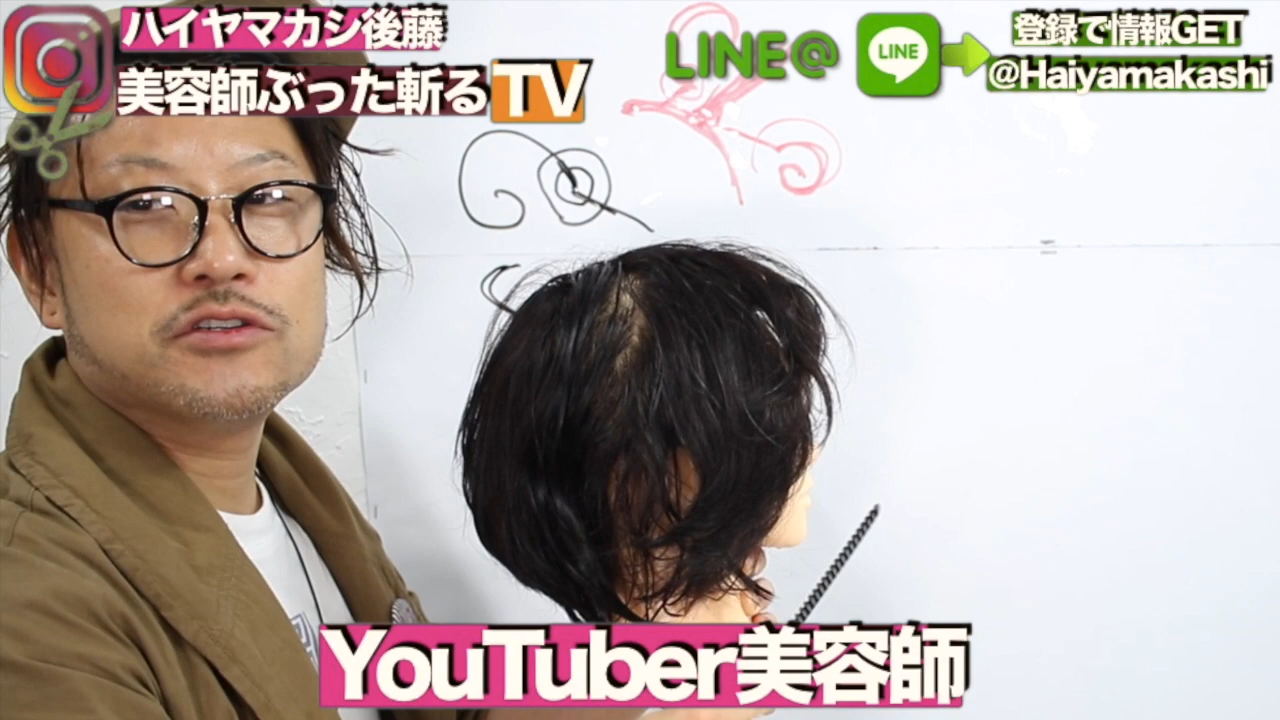 ハイヤマカシ後藤
美容師ぶった斬るTV
LINE@
LINE
登録で情報GET
@Haiyamakashi
YouTuber美容師